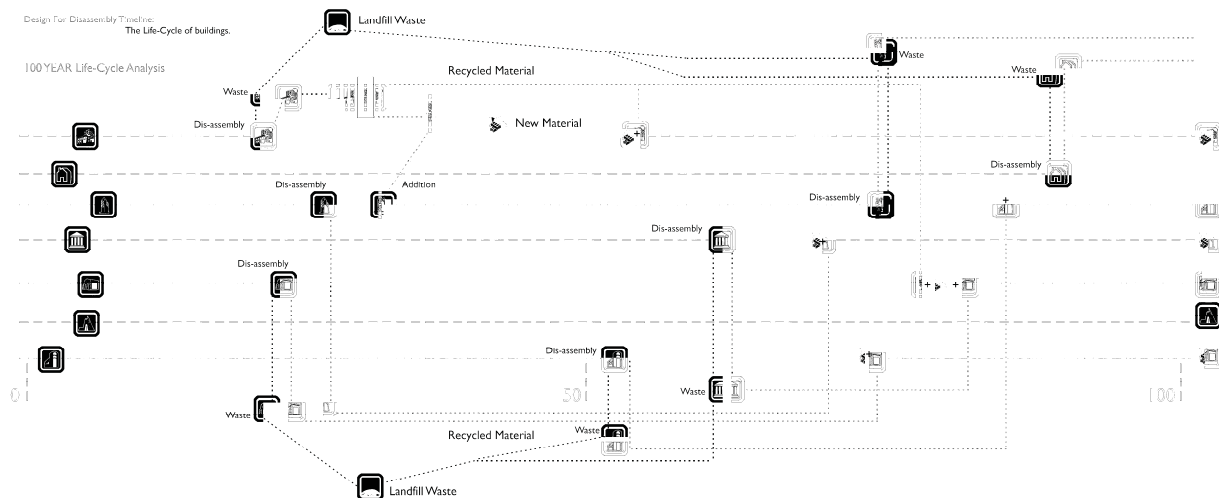 Design For Disassembly Timeline:
The Life-Cycle of buildings.
Landfill Waste
100 YEAR Life-Cycle Analysis
Waste
Recycled Material
Waste
Waste
Dis-assembly
New Material
Dis-assembly
Dis-assembly
Addition
Dis-assembly
Dis-assembly
Dis-assembly
Dis-assembly
0
50
100
Waste
Waste
Waste
Recycled Material
Landfill Waste